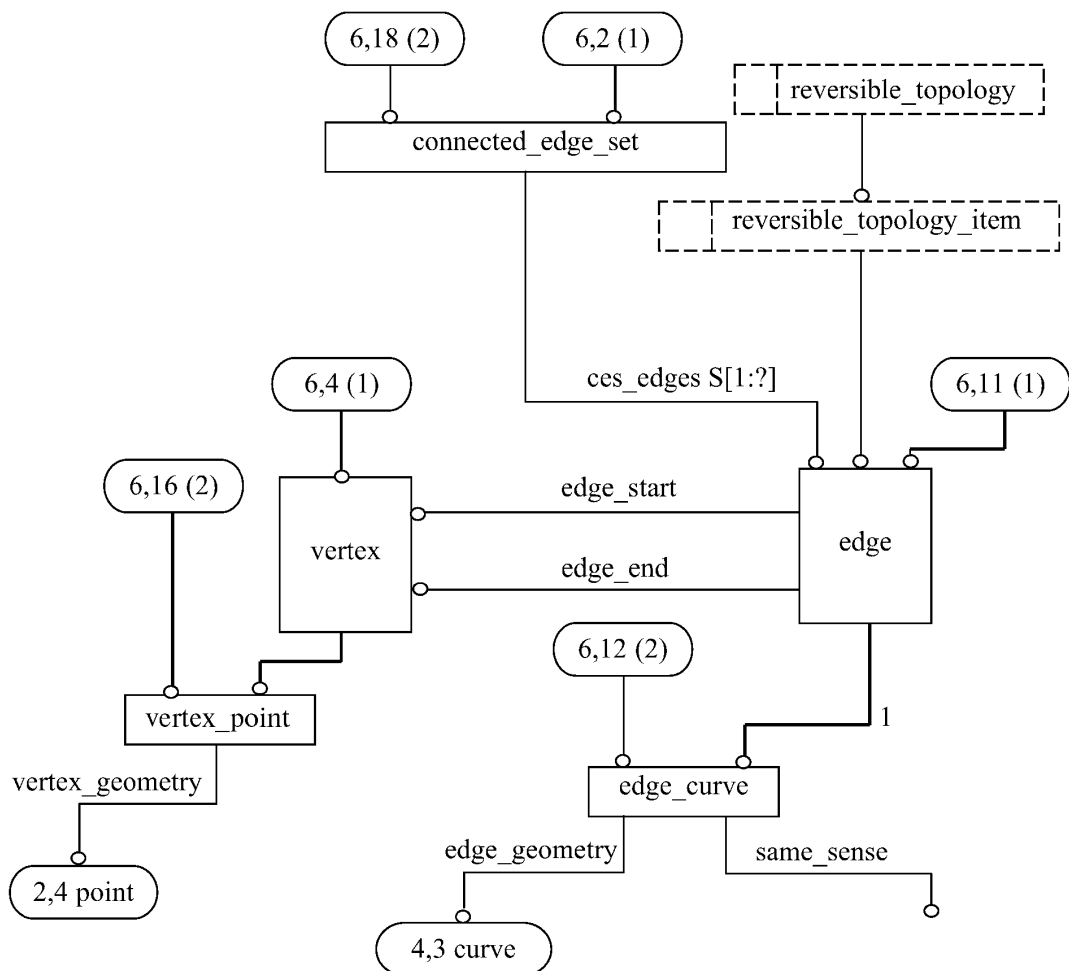 6,18 (2)
6,2 (1)
reversible_topology
connected_edge_set
reversible_topology_item
6,4 (1)
ces_edges S[1:?]
6,11 (1)
6,16 (2)
edge_start
vertex
edge
edge_end
6,12 (2)
vertex_point
1
vertex_geometry
edge_curve
edge_geometry
same_sense
2,4 point
4,3 curve